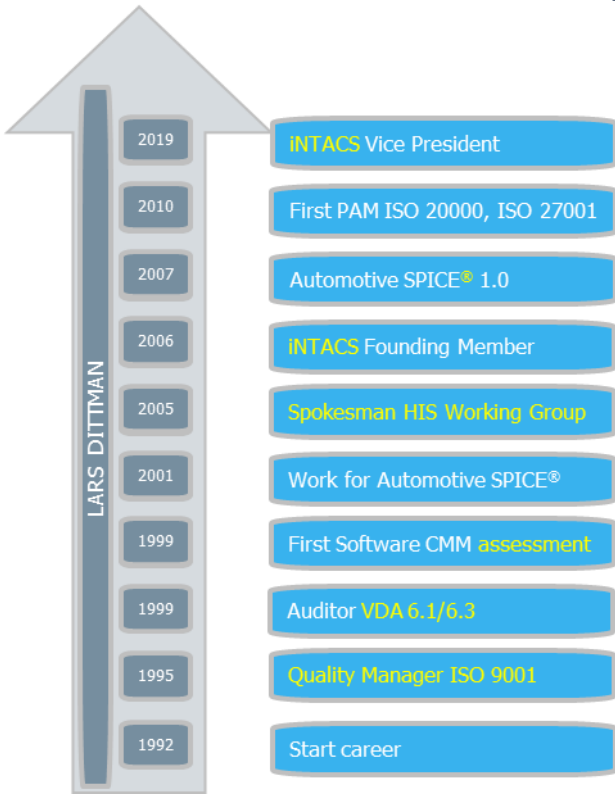 LARS DITTMAN
2019
iNTACS Vice President
2010
First PAM ISO 20000, ISO 27001
2007
Automotive SPICE® 1.0
2006
iNTACS Founding Member
2005
Spokesman HIS Working Group
2001
Work for Automotive SPICE®
1999
First Software CMM assessment
1999
Auditor VDA 6.1/6.3
1995
Quality Manager ISO 9001
1992
Start career